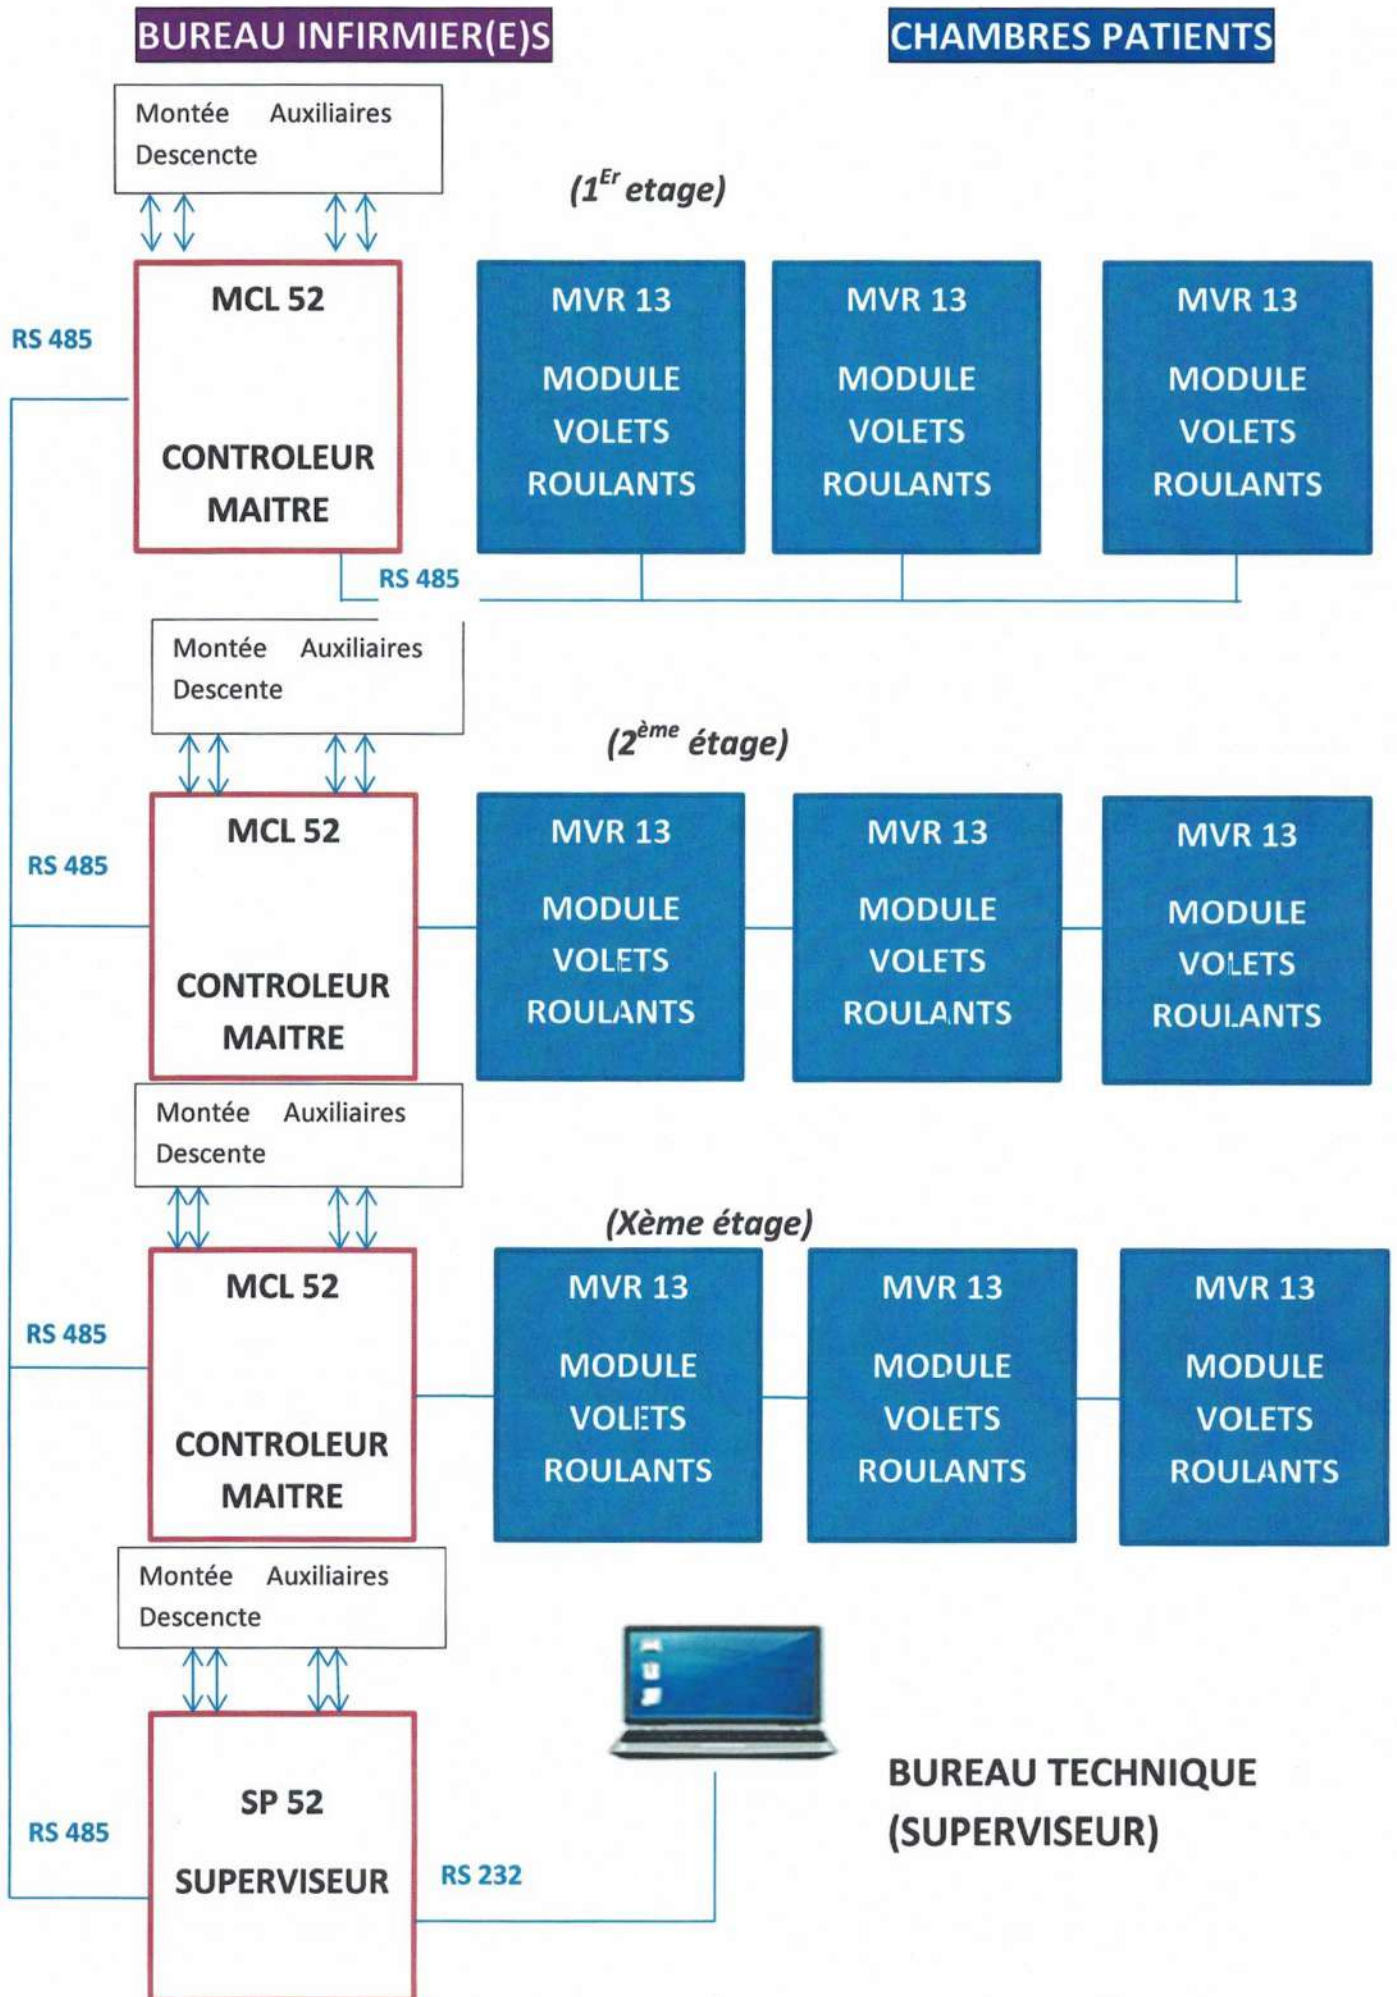 BUREAU INFIRMIER(E)S
CHAMBRES PATIENTS
Montée Auxiliaires
Descencte
(1Er etage)
RS 485
MCL 52
CONTROLEUR
MAITRE
MVR 13
MODULE
VOLETS
ROULANTS
MVR 13
MODULE
VOLETS
ROULANTS
MVR 13
MODULE
VOLETS
ROULANTS
RS 485
Montée Auxiliaires
Descente
(2ème étage)
RS 485
MCL 52
CONTROLEUR
MAITRE
MVR 13
MODULE
VOLETS
ROULANTS
MVR 13
MODULE
VOLETS
ROULANTS
MVR 13
MODULE
VOLETS
ROULANTS
Montée Auxiliaires
Descente
(Xème étage)
RS 485
MCL 52
CONTROLEUR
MAITRE
MVR 13
MODULE
VOLETS
ROULANTS
MVR 13
MODULE
VOLETS
ROULANTS
MVR 13
MODULE
VOLETS
ROULANTS
Montée Auxiliaires
Descencte
RS 485
SP 52
SUPERVISEUR
RS 232
BUREAU TECHNIQUE
(SUPERVISEUR)